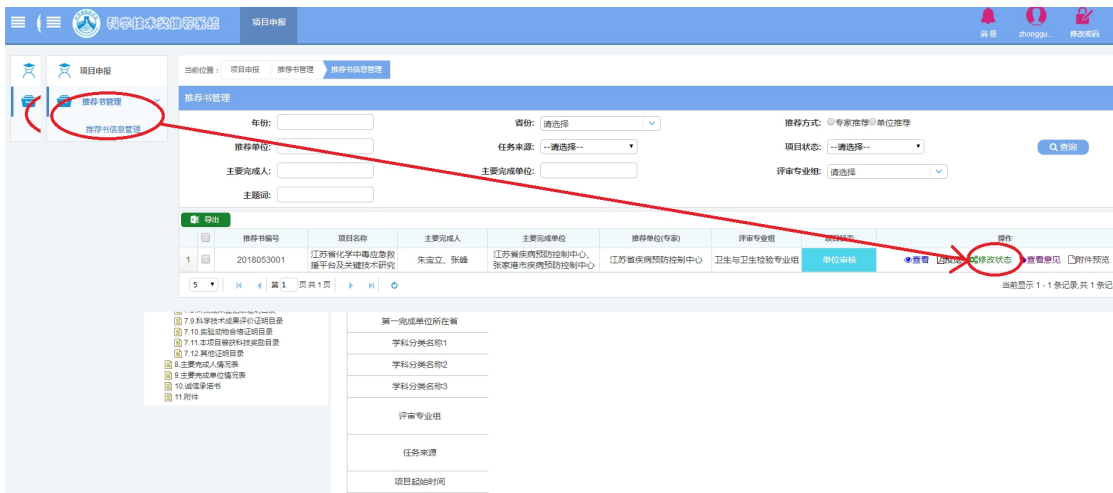 科学技术奖推荐系统
项目申报
消息
zhonggu...
修改密码
项目申报
推荐书管理
推荐书信息管理
当前位置：
项目申报
推荐书管理
推荐书信息管理
推荐书管理
年份:
省份: 请选择
推荐方式: 专家推荐 单位推荐
推荐单位:
任务来源: --请选择--
项目状态: --请选择--
查询
主要完成人:
主要完成单位:
评审专业组: 请选择
主题词:
导出
推荐书编号 项目名称 主要完成人 主要完成单位 推荐单位(专家) 评审专业组 项目状态 操作
1 2018053001 江苏省化学中毒应急救援平台及关键技术研究 朱宝立、张峰 江苏省疾病预防控制中心、张家港市疾病预防控制中心 江苏省疾病预防控制中心 卫生与卫生检验专业组 单位审核 查看 预览 修改状态 查看意见 附件预览
5 第 1 页共1页
当前显示 1 - 1 条记录,共 1 条记
7.9.科学技术成果评价证明目录
7.10.实验动物合格证明目录
7.11.本项目曾获科技奖励目录
7.12.其他证明目录
8.主要完成人情况表
9.主要完成单位情况表
10.诚信承诺书
11.附件
第一完成单位所在省
学科分类名称1
学科分类名称2
学科分类名称3
评审专业组
任务来源
项目起始时间